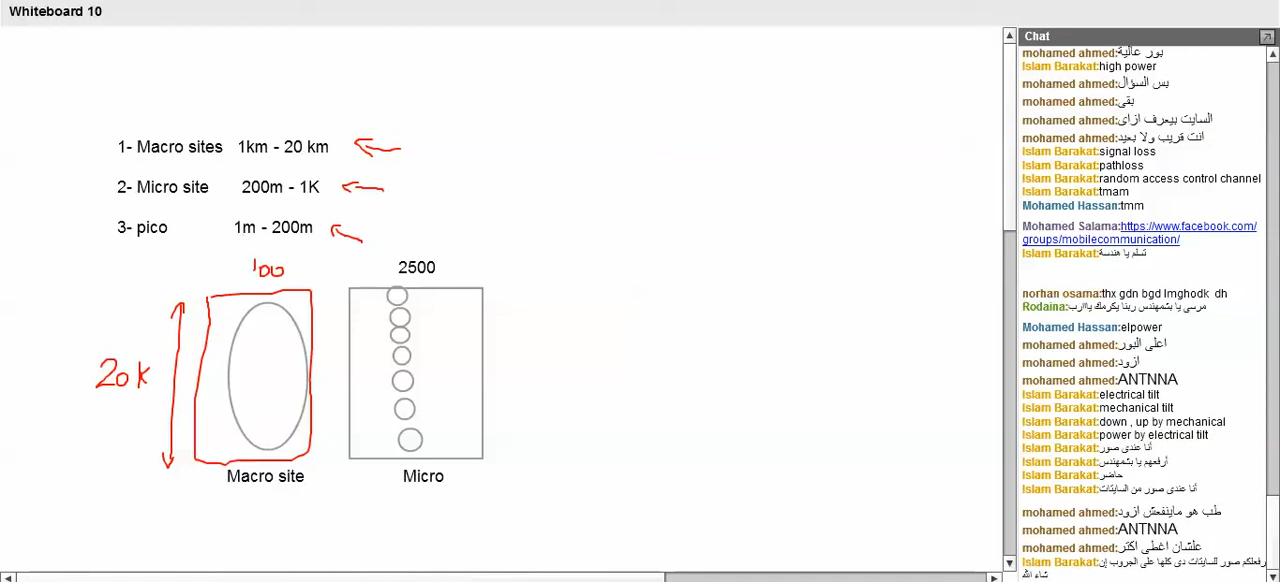 Whiteboard 10
1- Macro sites 1km - 20 km
2- Micro site 200m - 1K
3- pico 1m - 200m
100
2500
20K
Macro site
Micro
Chat
mohamed ahmed:بور عالية
Islam Barakat:high power
mohamed ahmed:بس السؤال
mohamed ahmed:بقى
mohamed ahmed:السايت بيعرف ازاى
mohamed ahmed:انت قريب ولا بعيد
Islam Barakat:signal loss
Islam Barakat:pathloss
Islam Barakat:random access control channel
Islam Barakat:tmam
Mohamed Hassan:tmm
Mohamed Salama:https://www.facebook.com/
groups/mobilecommunication/
Islam Barakat:تسلم يا هندسة
norhan osama:thx gdn bgd lmghodk dh
Rodaina:مرسى يا بشمهندس ربنا يكرمك يااارب
Mohamed Hassan:elpower
mohamed ahmed:اعلى البور
mohamed ahmed:ازود
mohamed ahmed:ANTNNA
Islam Barakat:electrical tilt
Islam Barakat:mechanical tilt
Islam Barakat:down , up by mechanical
Islam Barakat:power by electrical tilt
Islam Barakat:أنا عندى صور
Islam Barakat:أرفعهم يا بشمهندس
Islam Barakat:حاضر
Islam Barakat:أنا عندى صور من السايتات
mohamed ahmed:طب هو ماينفعش ازود
mohamed ahmed:ANTNNA
mohamed ahmed:علشان اغطى اكتر
Islam Barakat:رفعلكم صور للسايتات دى كلها على الجروب إن
شاء الله